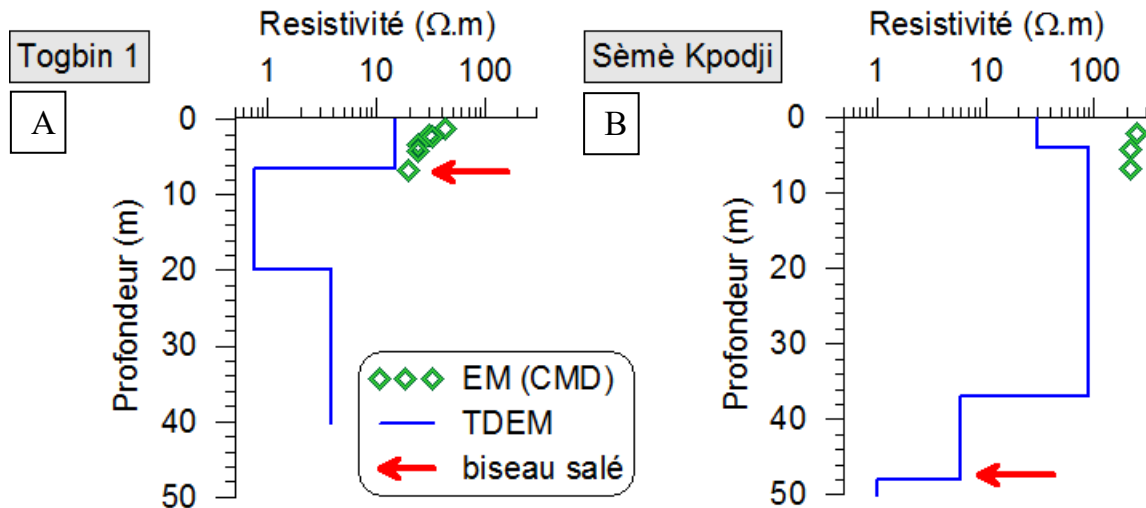 Togbin 1
A
Resistivité (Ω.m)
1 10 100
Profondeur (m)
0
10
20
30
40
50
EM (CMD)
TDEM
biseau salé
Sèmè Kpodji
B
Resistivité (Ω.m)
1 10 100
Profondeur (m)
0
10
20
30
40
50